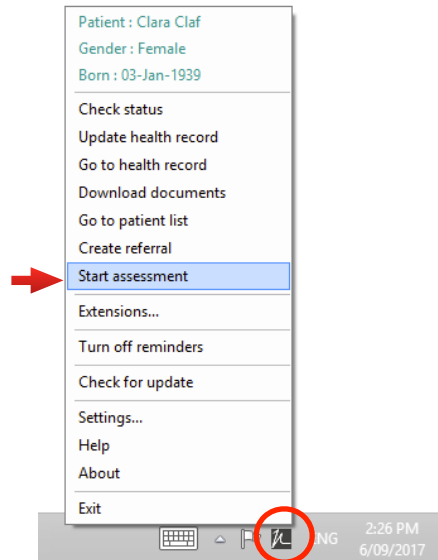 Patient : Clara Claf
Gender : Female
Born : 03-Jan-1939
Check status
Update health record
Go to health record
Download documents
Go to patient list
Create referral
Start assessment
Extensions...
Turn off reminders
Check for update
Settings...
Help
About
Exit
ENG
2:26 PM
6/09/2017